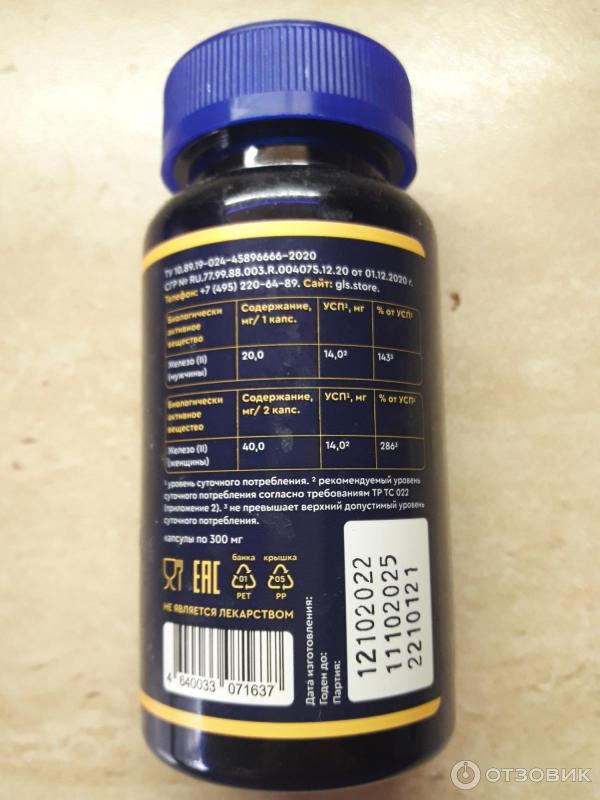 ТУ 10.89.19-024-45896666-2020
СГР № RU.77.99.88.003.R.004075.12.20 от 01.12.2020 г.
Телефон: +7 (495) 220-64-89. Сайт: gls.store.
Биологически активное вещество
Содержание, мг/ 1 капс.
УСП¹, мг
% от УСП¹
Железо (II) (мужчины)
20,0
14,0²
143³
Биологически активное вещество
Содержание, мг/ 2 капс.
УСП¹, мг
% от УСП¹
Железо (II) (женщины)
40,0
14,0²
286³
¹ уровень суточного потребления. ² рекомендуемый уровень
суточного потребления согласно требованиям ТР ТС 022
(приложение 2). ³ не превышает верхний допустимый уровень
суточного потребления.
капсулы по 300 мг
банка крышка
EAC
01
05
PET
PP
НЕ ЯВЛЯЕТСЯ ЛЕКАРСТВОМ
4 640033 071637
Дата изготовления:
Годен до:
Партия:
12102022
11102025
2210121
ОТЗОВИК